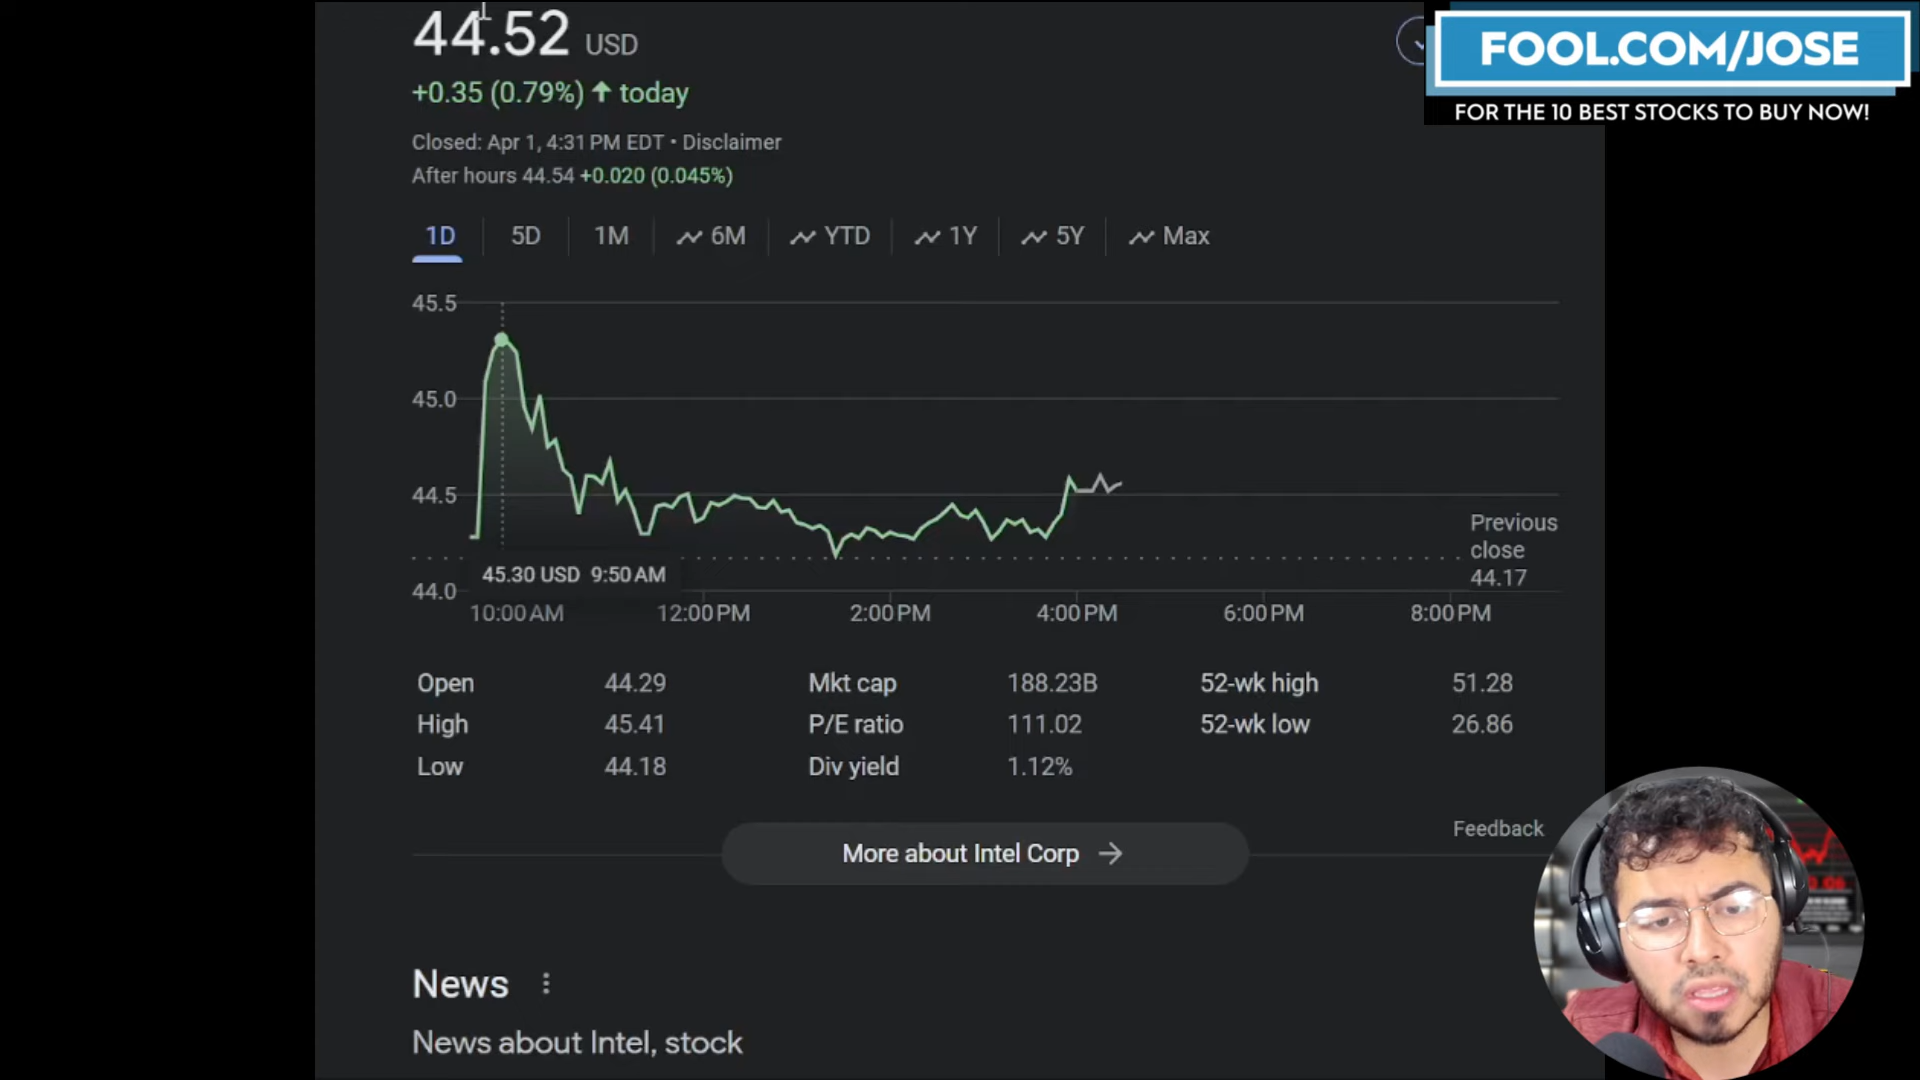 44.52 USD
FOOL.COM/JOSE
+0.35 (0.79%) ↑ today
FOR THE 10 BEST STOCKS TO BUY NOW!
Closed: Apr 1, 4:31 PM EDT • Disclaimer
After hours 44.54 +0.020 (0.045%)
1D 5D 1M 6M YTD 1Y 5Y Max
45.5
45.0
44.5
Previous
close
44.17
45.30 USD 9:50 AM
44.0
10:00 AM 12:00 PM 2:00 PM 4:00 PM 6:00 PM 8:00 PM
Open 44.29 Mkt cap 188.23B 52-wk high 51.28
High 45.41 P/E ratio 111.02 52-wk low 26.86
Low 44.18 Div yield 1.12%
Feedback
More about Intel Corp →
News
News about Intel, stock